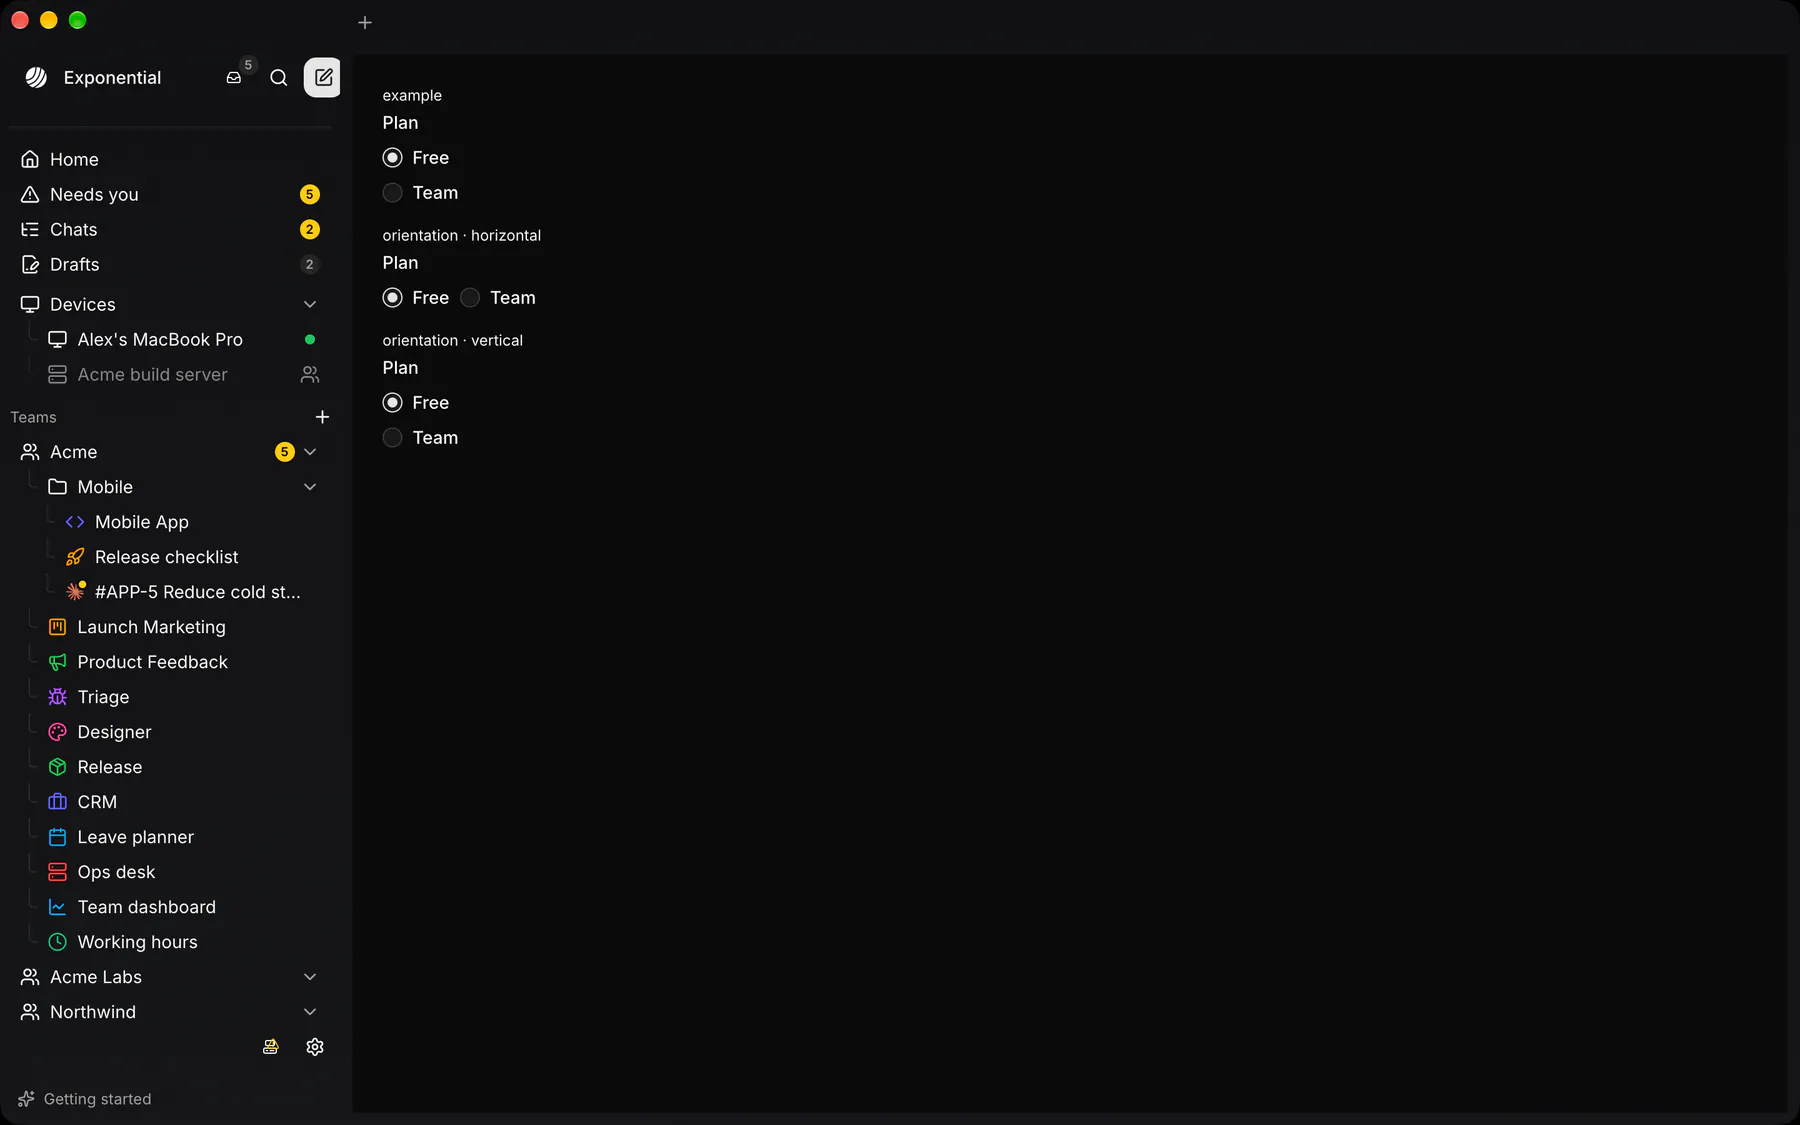 Exponential
5
Home
Needs you
5
Chats
2
Drafts
2
Devices
Alex's MacBook Pro
Acme build server
Teams
Acme
5
Mobile
Mobile App
Release checklist
#APP-5 Reduce cold st...
Launch Marketing
Product Feedback
Triage
Designer
Release
CRM
Leave planner
Ops desk
Team dashboard
Working hours
Acme Labs
Northwind
Getting started
example
Plan
Free
Team
orientation · horizontal
Plan
Free Team
orientation · vertical
Plan
Free
Team